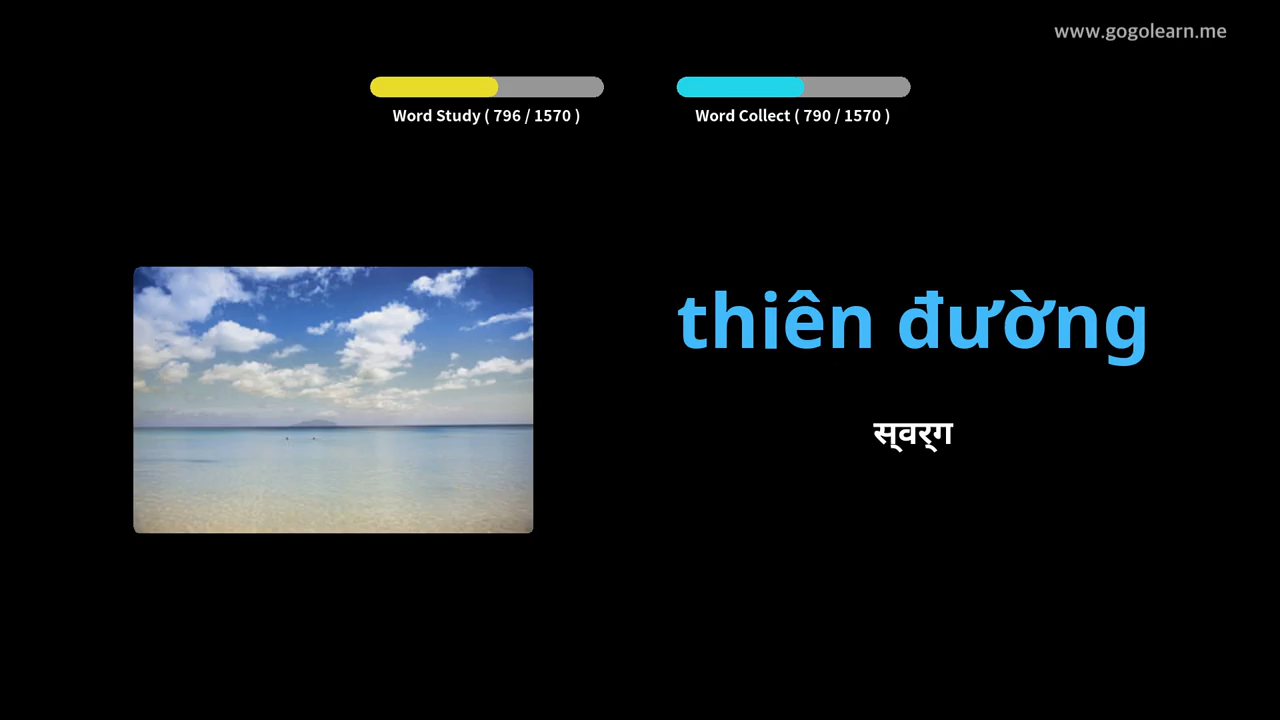 www.gogolearn.me
Word Study ( 796 / 1570 )
Word Collect ( 790 / 1570 )
thiên đường
स्वर्ग